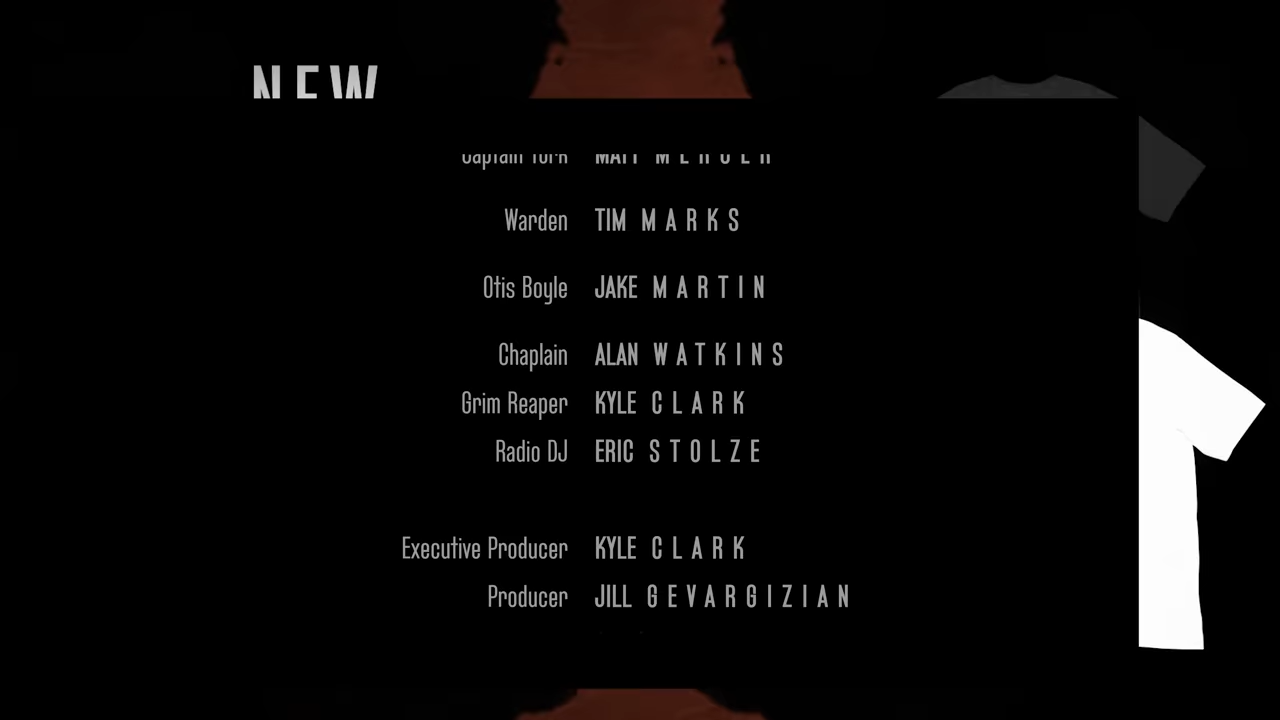 NEW
Warden TIM MARKS
Otis Boyle JAKE MARTIN
Chaplain ALAN WATKINS
Grim Reaper KYLE CLARK
Radio DJ ERIC STOLZE
Executive Producer KYLE CLARK
Producer JILL GEVARGIZIAN